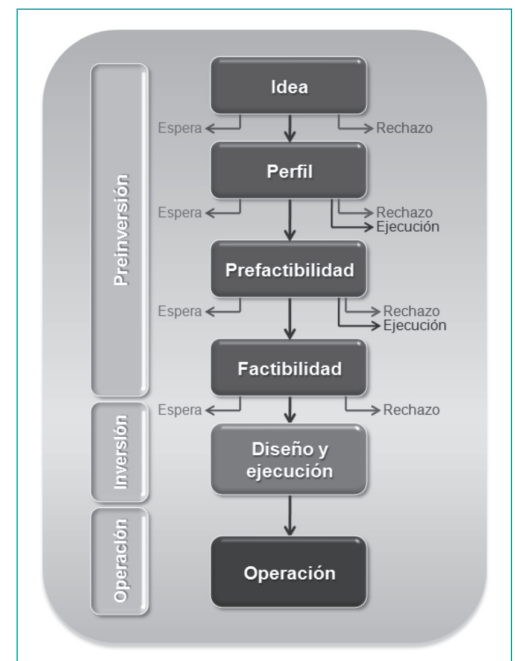 Idea
Espera
Rechazo
Perfil
Espera
Rechazo
Ejecución
Prefactibilidad
Espera
Rechazo
Ejecución
Factibilidad
Espera
Rechazo
Diseño y
ejecución
Operación
Preinversión
Inversión
Operación